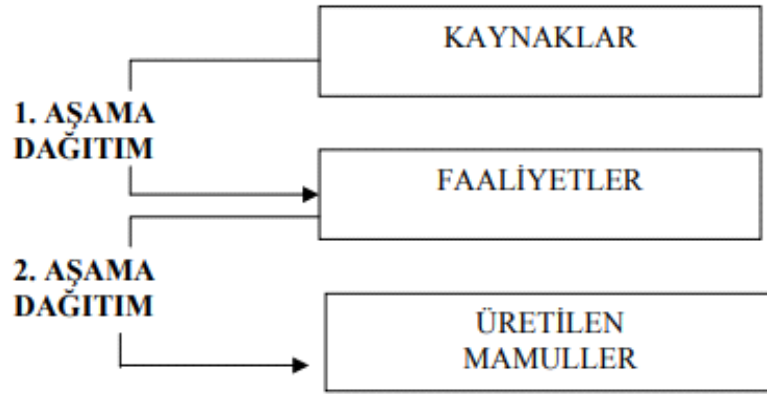 KAYNAKLAR
1. AŞAMA
DAĞITIM
FAALİYETLER
2. AŞAMA
DAĞITIM
ÜRETİLEN
MAMULLER